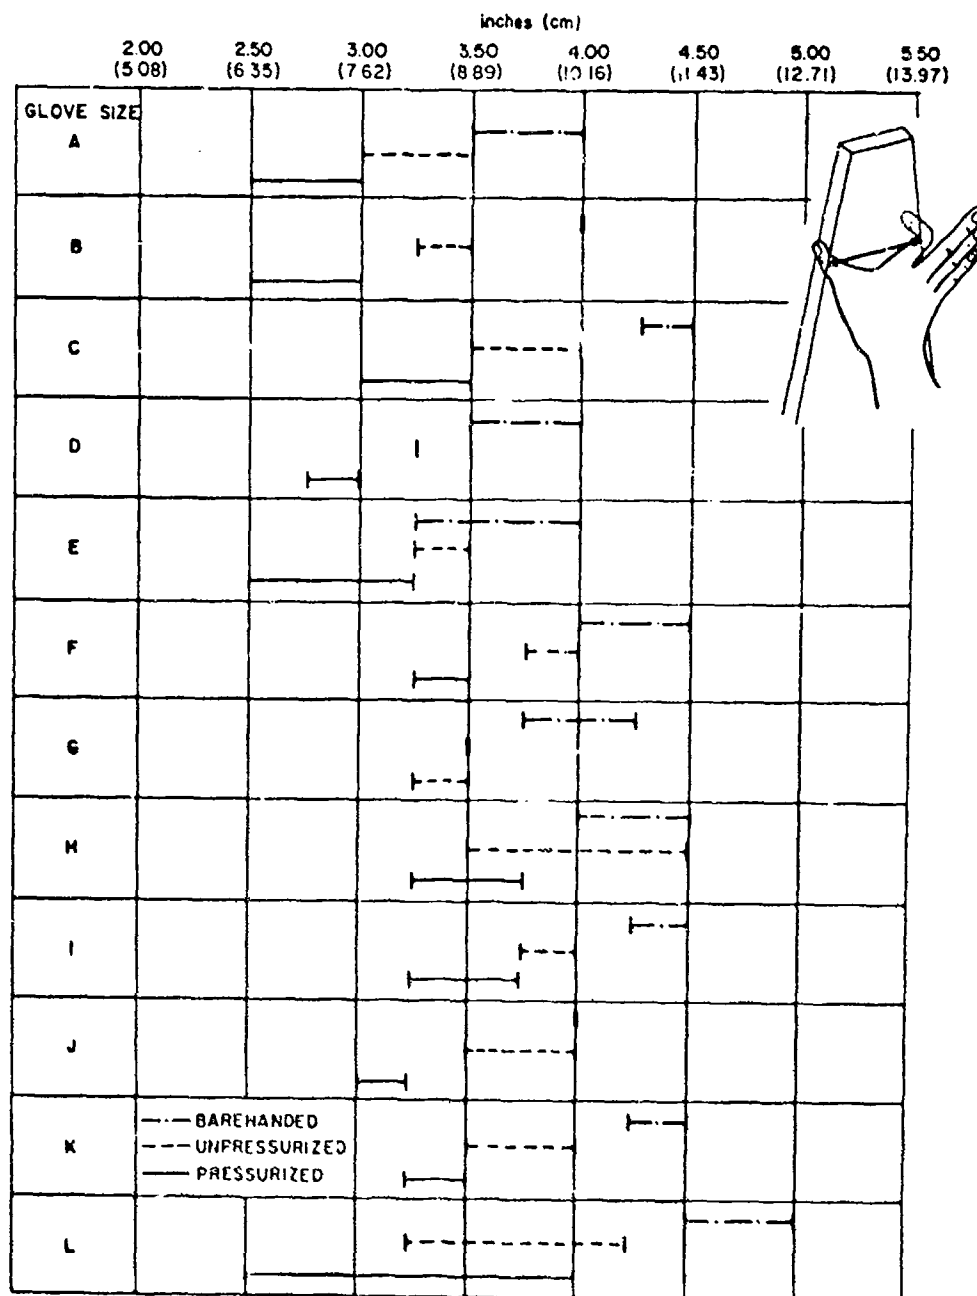 inches (cm)
2.00 2.50 3.00 3.50 4.00 4.50 5.00 5.50
(5.08) (6.35) (7.62) (8.89) (10.16) (11.43) (12.71) (13.97)
GLOVE SIZE
A
B
C
D
E
F
G
H
I
J
K
BAREHANDED
UNPRESSURIZED
PRESSURIZED
L